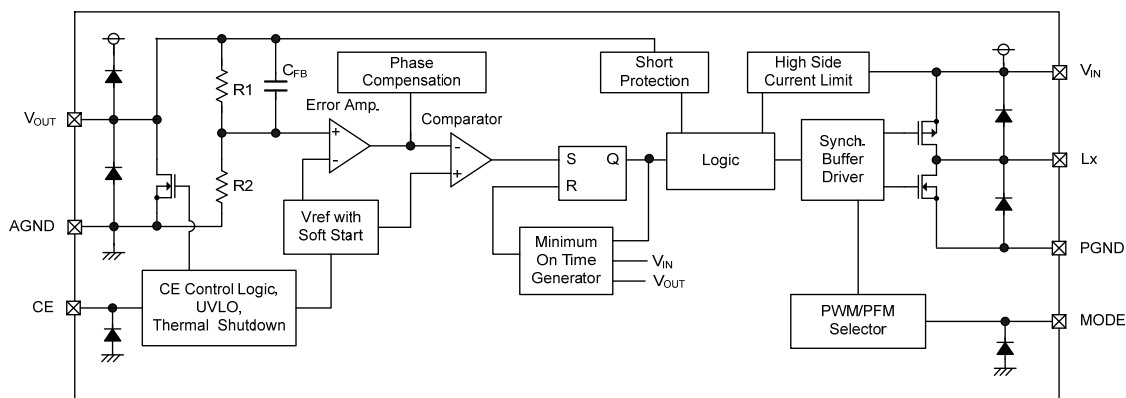 Phase
Compensation
Short
Protection
High Side
Current Limit
VIN
CFB
R1
Error Amp.
Comparator
VOUT
+
-
-
+
S
Q
R
Logic
Synch-
Buffer
Driver
Lx
R2
Vref with
Soft Start
AGND
Minimum
On Time
Generator
VIN
VOUT
PGND
CE
CE Control Logic,
UVLO,
Thermal Shutdown
PWM/PFM
Selector
MODE